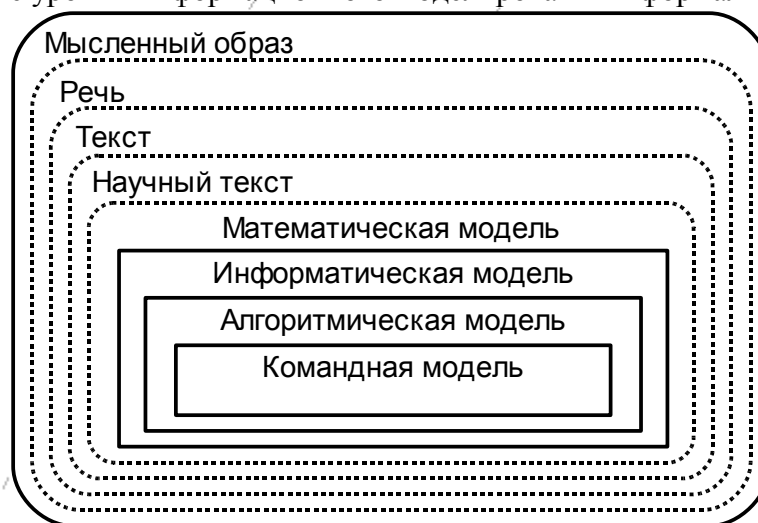 Мысленный образ
Речь
Текст
Научный текст
Математическая модель
Информатическая модель
Алгоритмическая модель
Командная модель